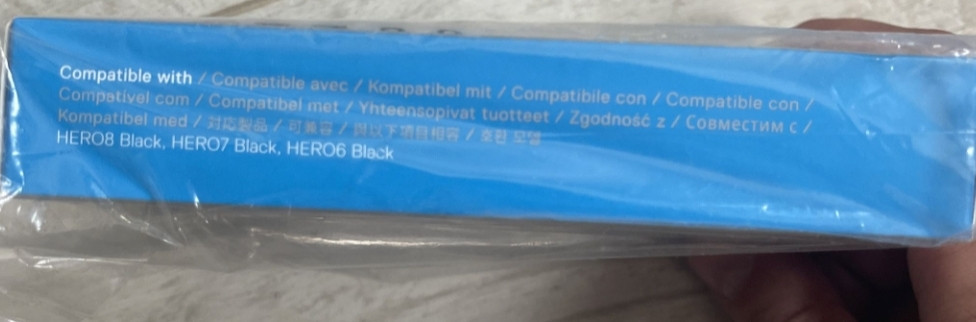 Compatible with / Compatible avec / Kompatibel mit / Compatibile con / Compatible con /
Compatível com / Compatibel met / Yhteensopivat tuotteet / Zgodność z / Совместим с /
Kompatibel med / 対応製品 / 可兼容 / 與以下項目相容 / 호환 모델
HERO8 Black, HERO7 Black, HERO6 Black